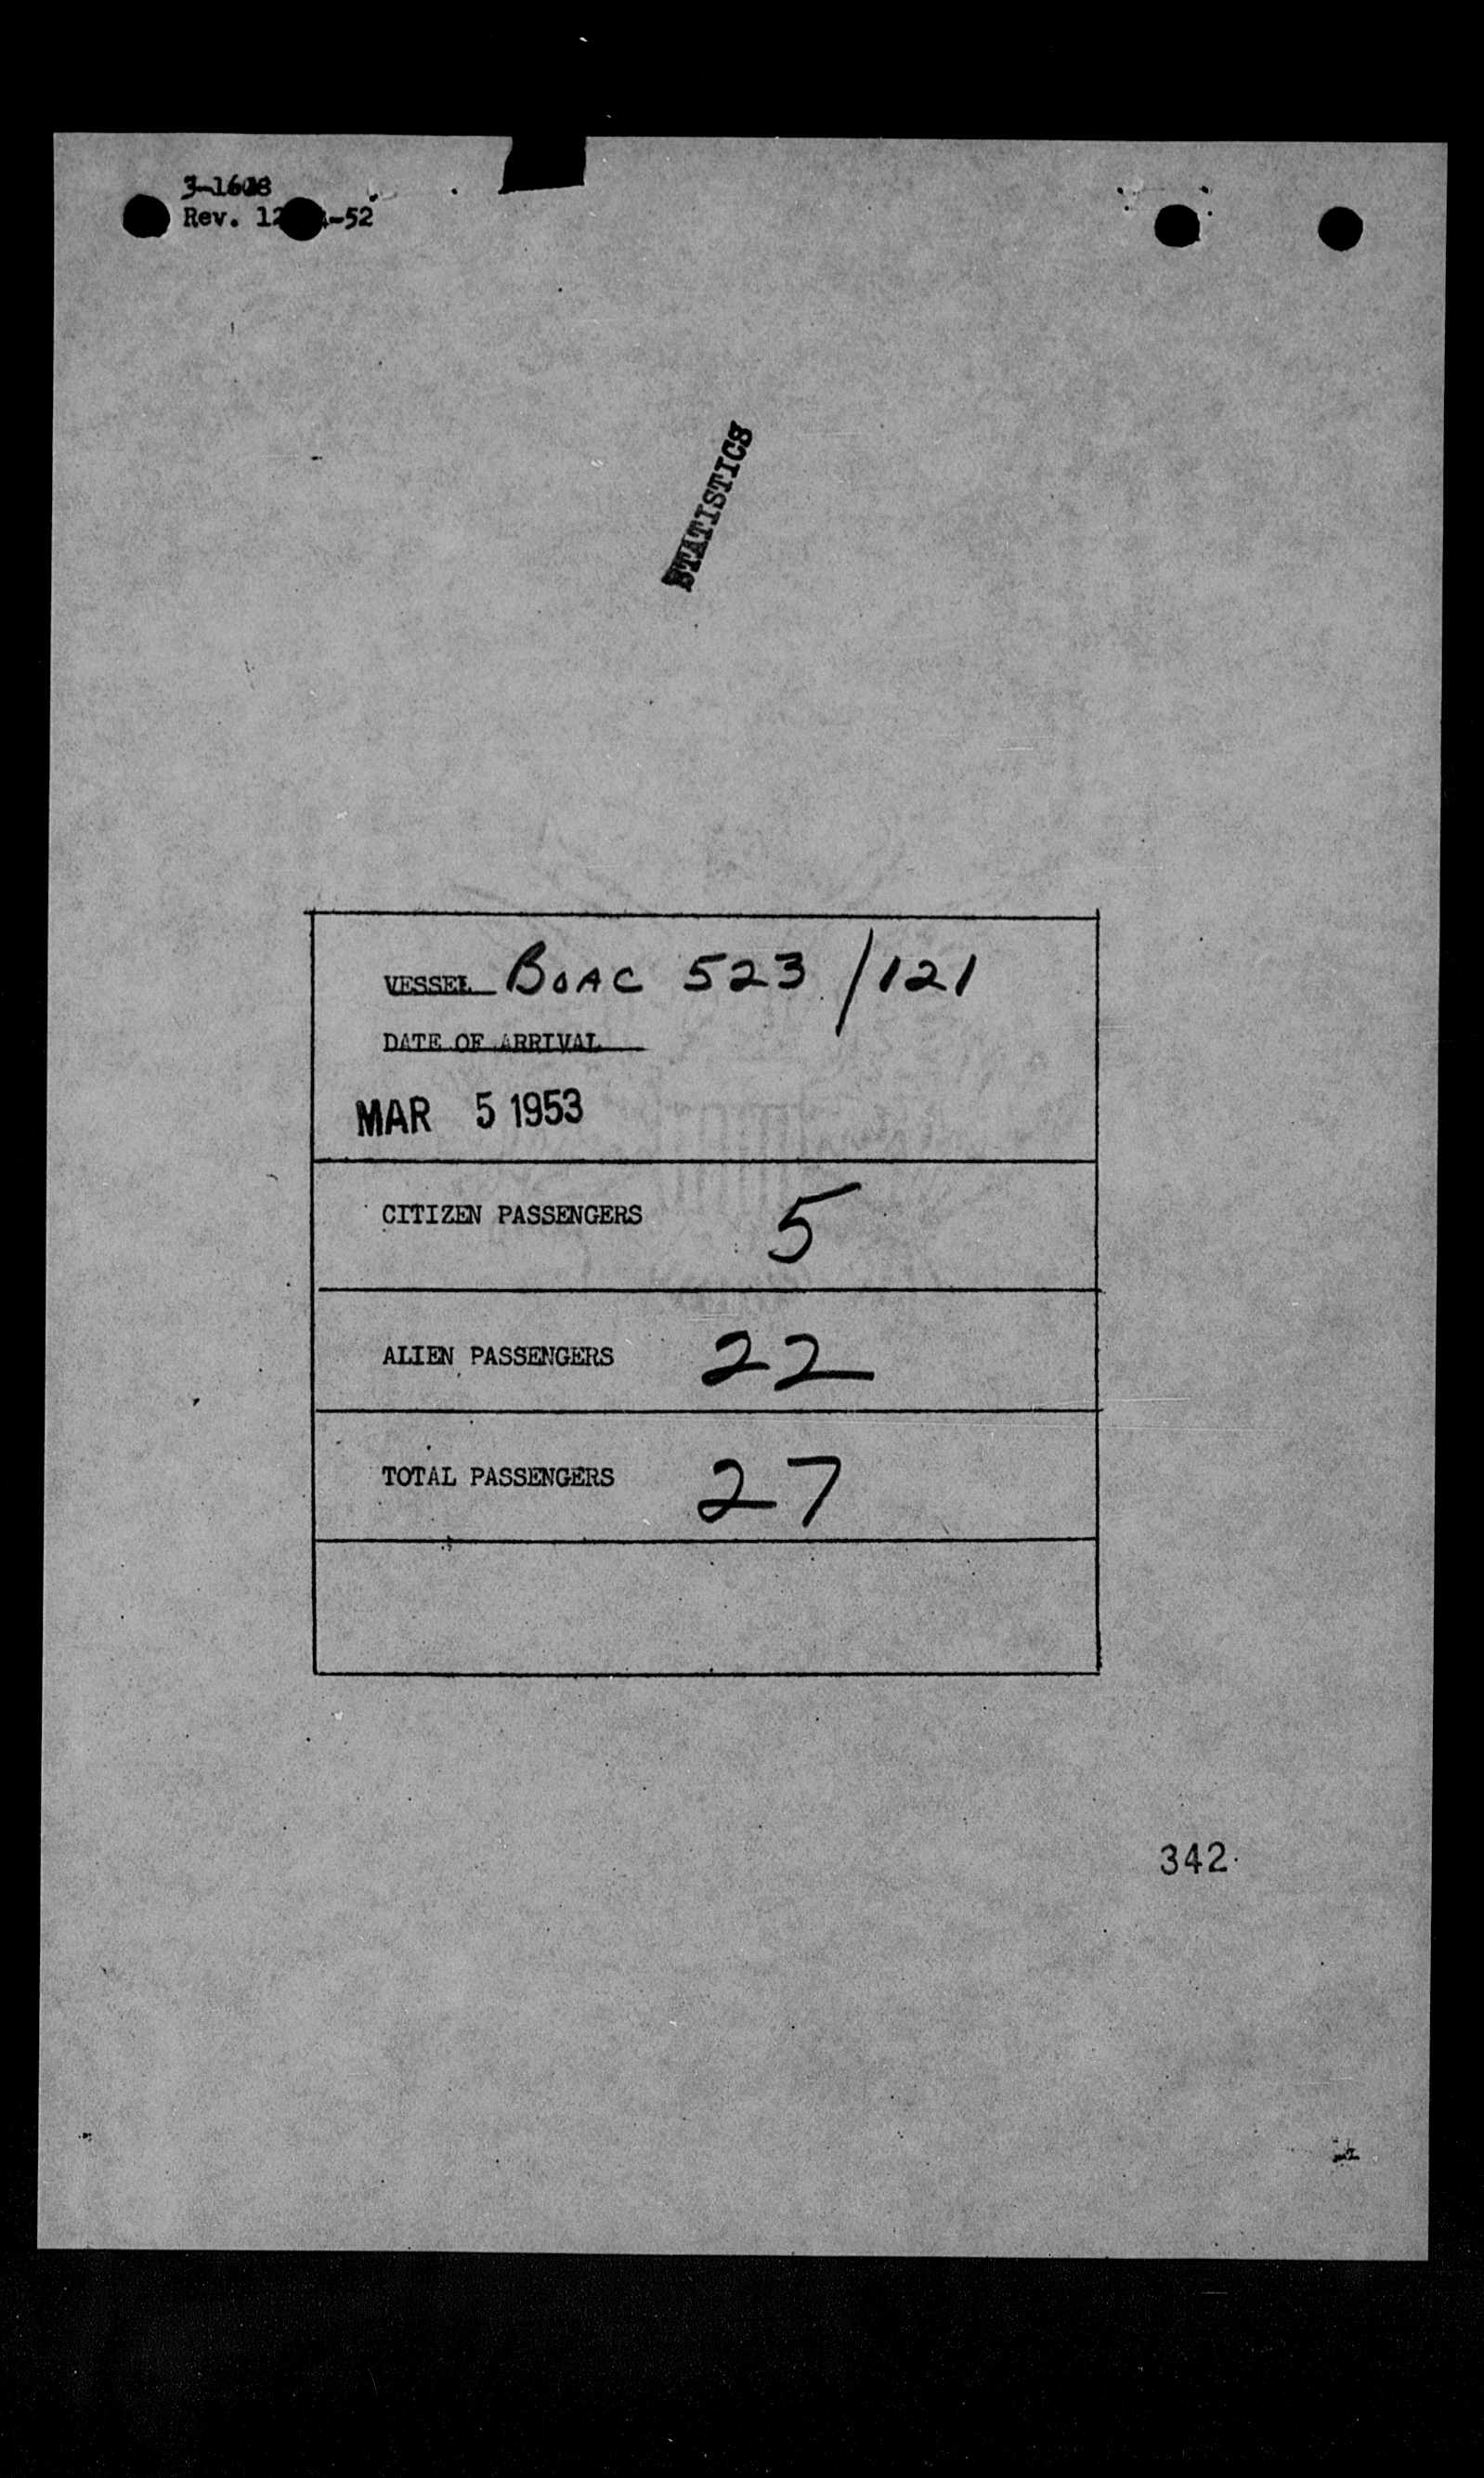 3-1608
Rev. 12 -52
STATISTICS
VESSEL BOAC 523/121
DATE OF ARRIVAL
MAR 5 1953
CITIZEN PASSENGERS 5
ALIEN PASSENGERS 22
TOTAL PASSENGERS 27
342